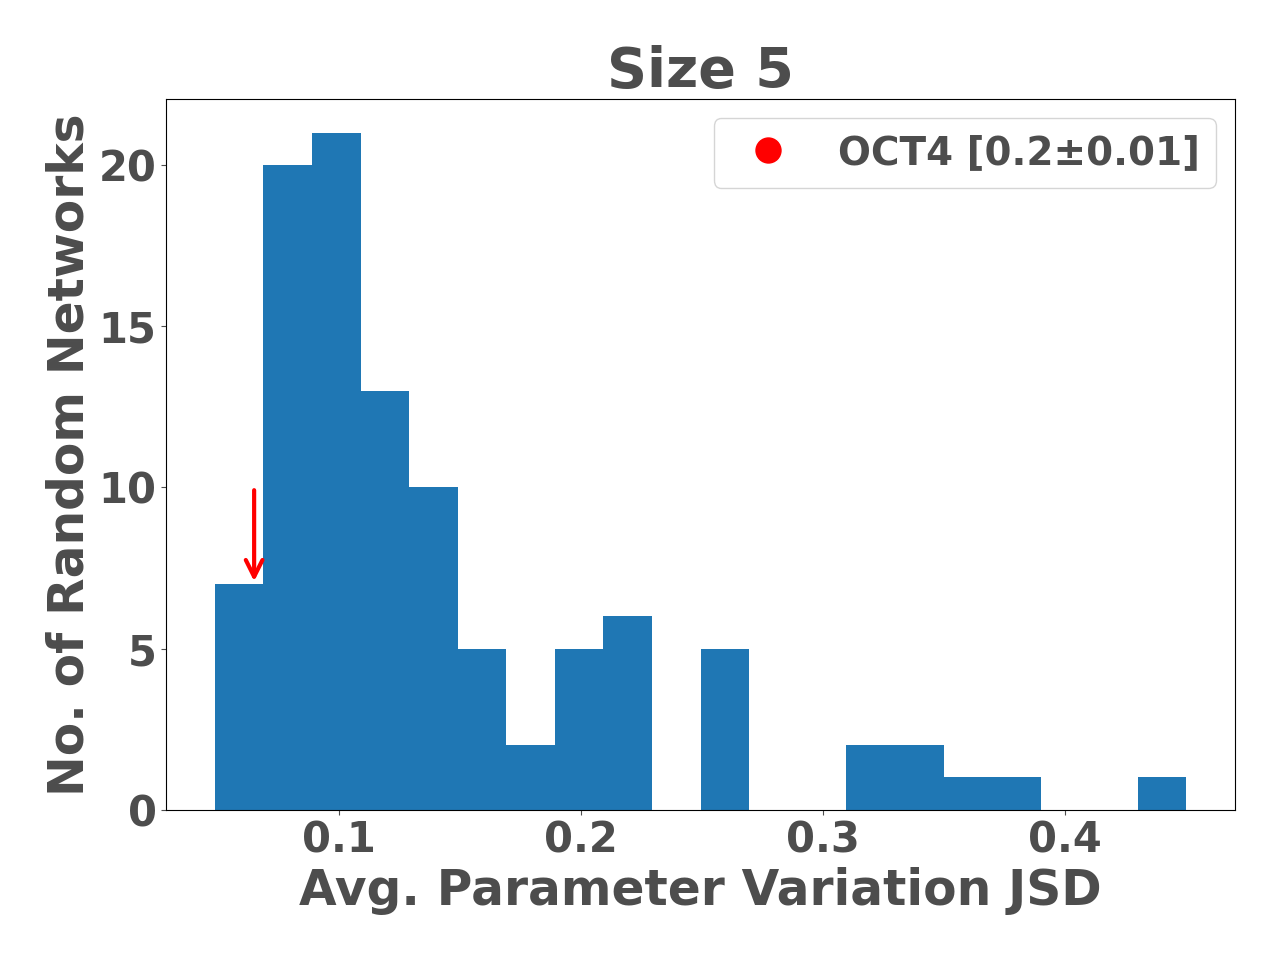 Size 5
OCT4 [0.2±0.01]
No. of Random Networks
20
15
10
5
0
0.1 0.2 0.3 0.4
Avg. Parameter Variation JSD